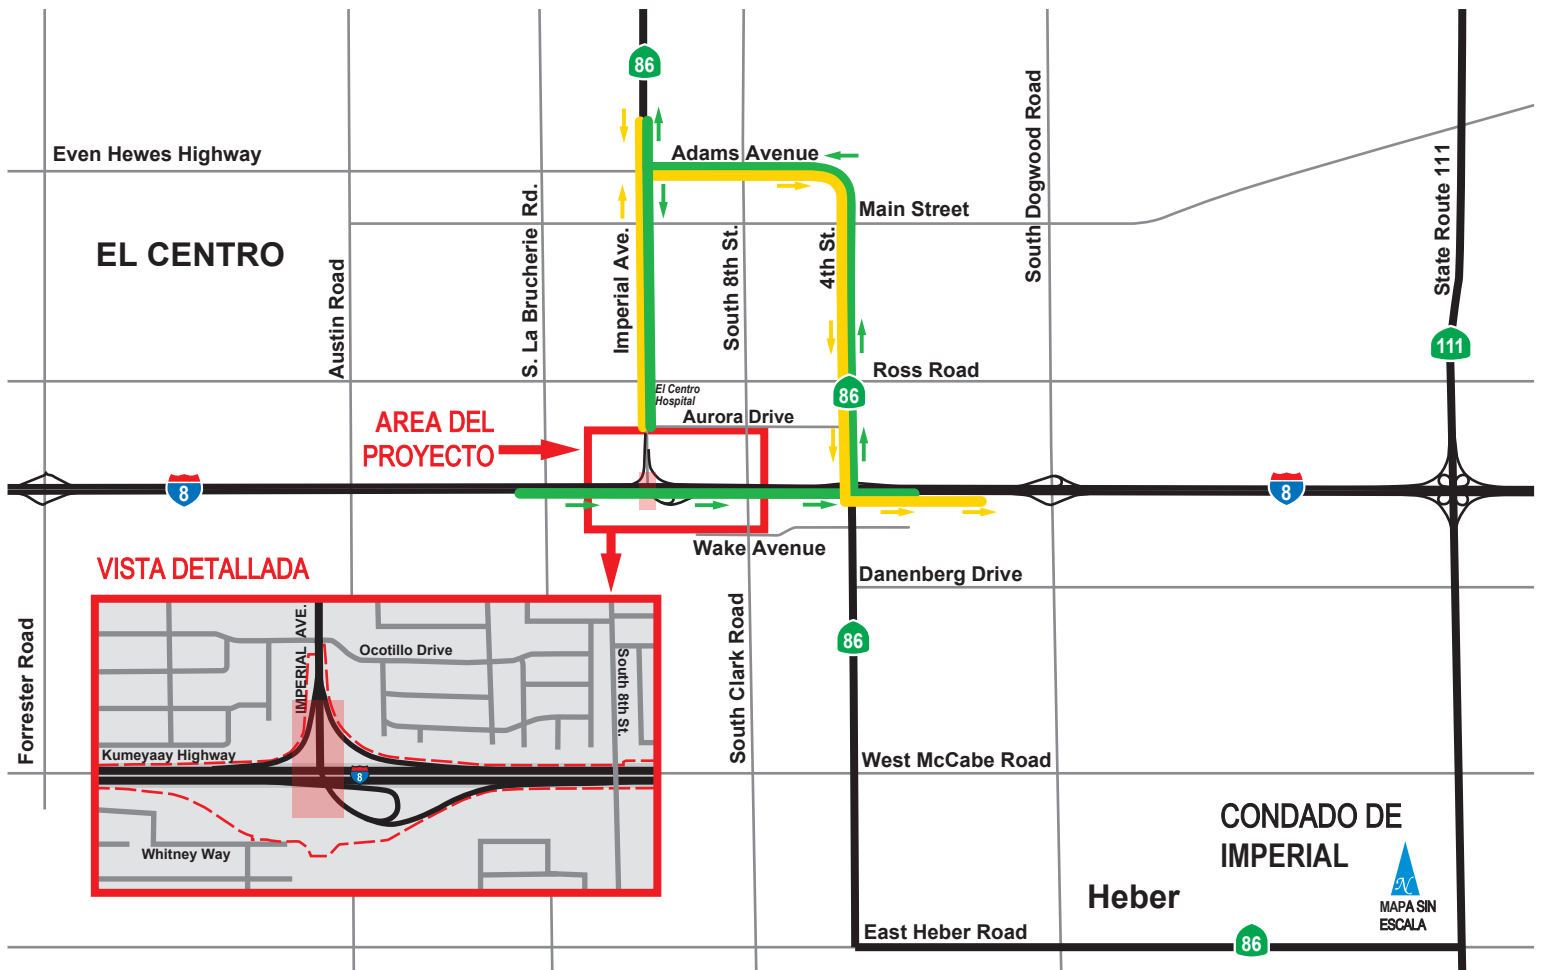 86
Even Hewes Highway
Adams Avenue
Main Street
EL CENTRO
Austin Road
S. La Brucherie Rd.
Imperial Ave.
South 8th St.
4th St.
South Dogwood Road
State Route 111
111
Ross Road
86
El Centro
Hospital
Aurora Drive
AREA DEL
PROYECTO
8
8
Wake Avenue
VISTA DETALLADA
Danenberg Drive
86
Forrester Road
South Clark Road
IMPERIAL AVE.
Ocotillo Drive
South 8th St.
Kumeyaay Highway
8
Whitney Way
West McCabe Road
CONDADO DE
IMPERIAL
Heber
N
MAPA SIN
ESCALA
East Heber Road
86